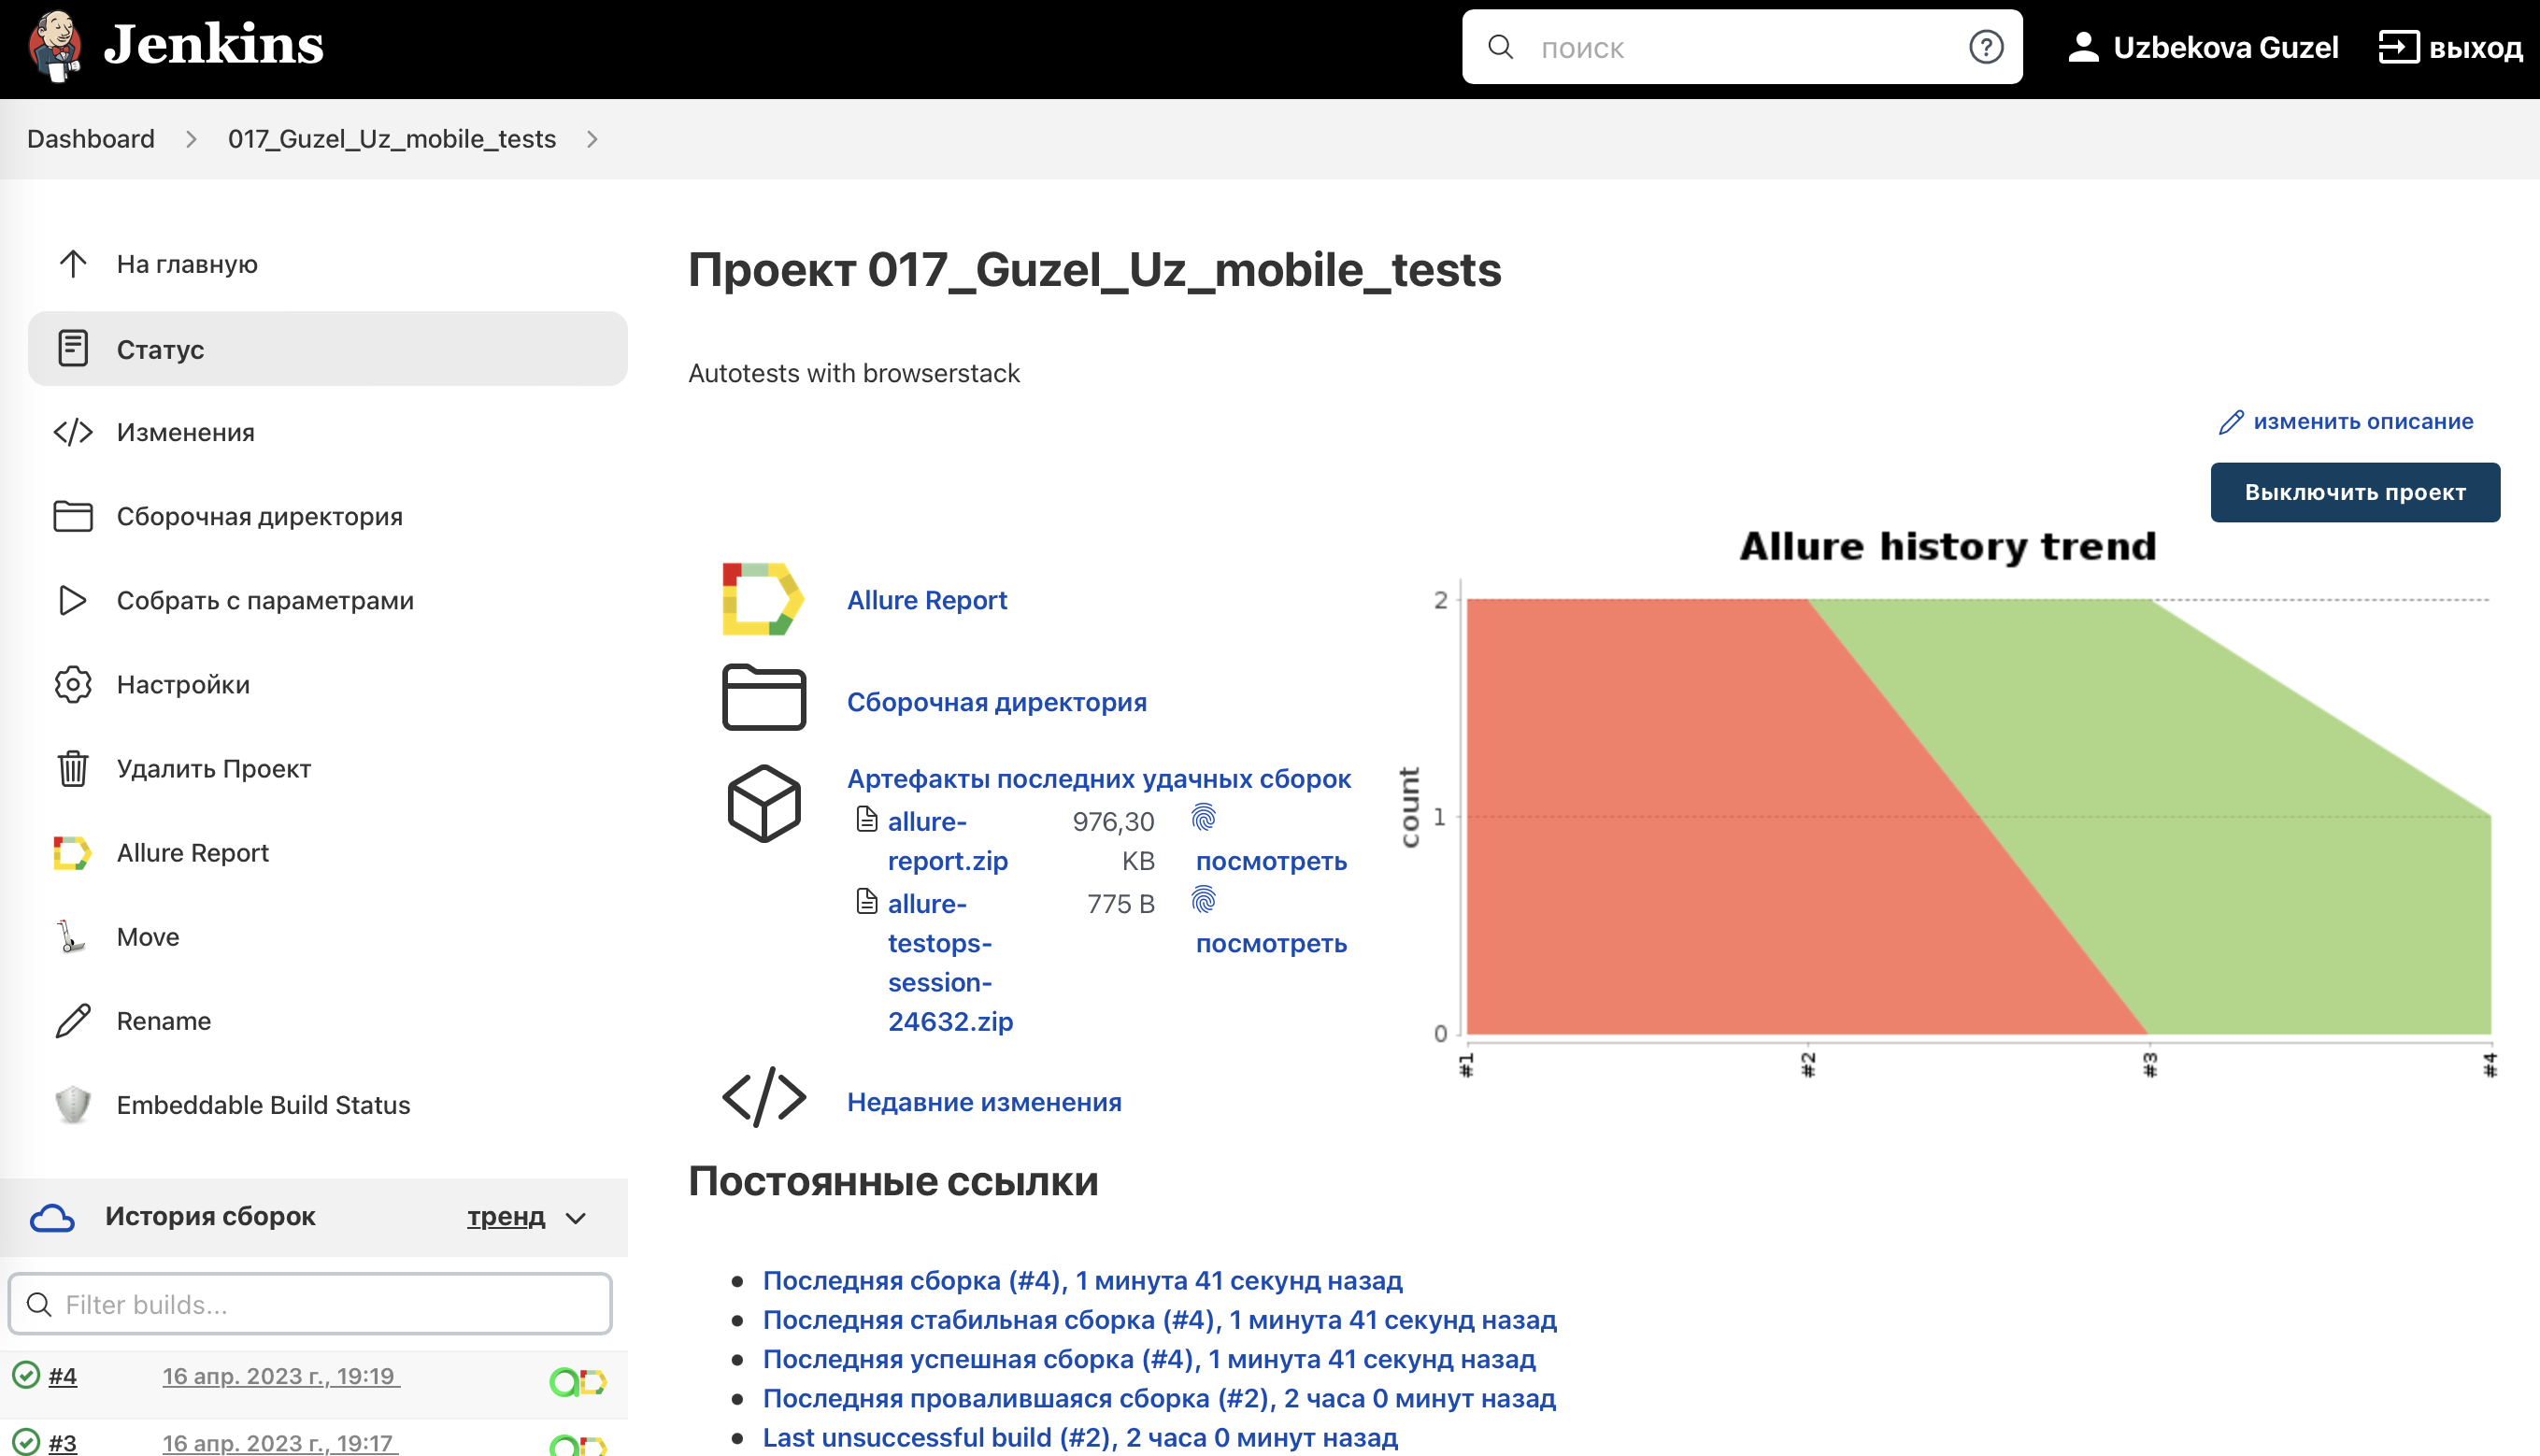 Jenkins
поиск
Uzbekova Guzel
выход
Dashboard
017_Guzel_Uz_mobile_tests
На главную
Статус
Изменения
Сборочная директория
Собрать с параметрами
Настройки
Удалить Проект
Allure Report
Move
Rename
Embeddable Build Status
История сборок
тренд
Filter builds...
#4
16 апр. 2023 г., 19:19
#3
16 апр. 2023 г., 19:17
Проект 017_Guzel_Uz_mobile_tests
Autotests with browserstack
изменить описание
Выключить проект
Allure Report
Сборочная директория
Артефакты последних удачных сборок
allure-
report.zip
976,30
KB
посмотреть
allure-
testops-
session-
24632.zip
775 B
посмотреть
Недавние изменения
Allure history trend
count
2
1
0
#1
#2
#3
#4
Постоянные ссылки
Последняя сборка (#4), 1 минута 41 секунд назад
Последняя стабильная сборка (#4), 1 минута 41 секунд назад
Последняя успешная сборка (#4), 1 минута 41 секунд назад
Последняя провалившаяся сборка (#2), 2 часа 0 минут назад
Last unsuccessful build (#2), 2 часа 0 минут назад